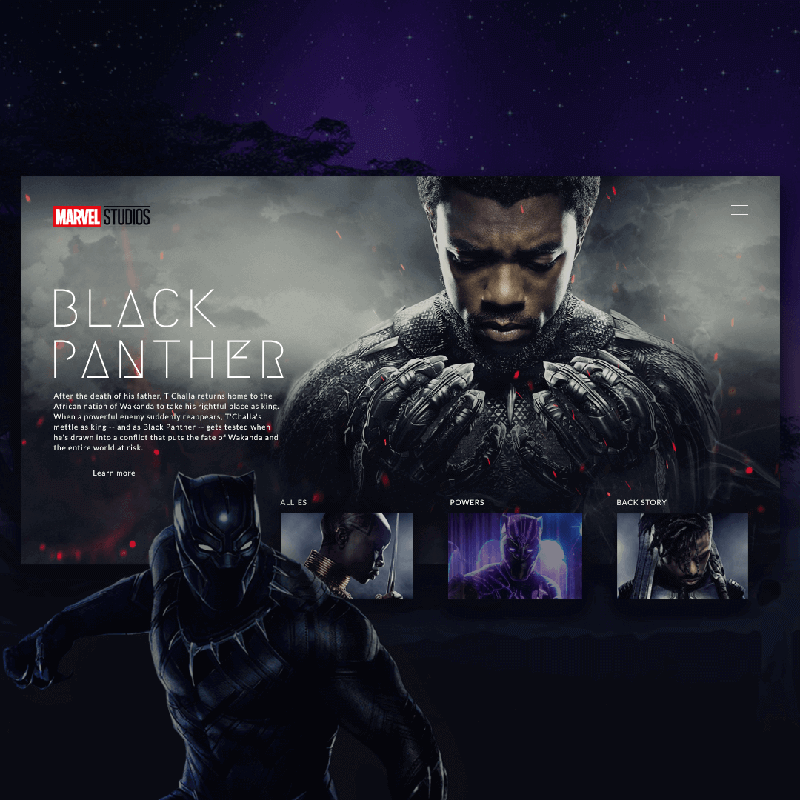 MARVEL STUDIOS
BLACK
PANTHER
After the death of his father, T'Challa returns home to the
African nation of Wakanda to take his rightful place as king.
When a powerful enemy suddenly reappears, T'Challa's
mettle as king -- and as Black Panther -- gets tested when
he's drawn into a conflict that puts the fate of Wakanda and
the entire world at risk.
Learn more
ALLIES
POWERS
BACK STORY